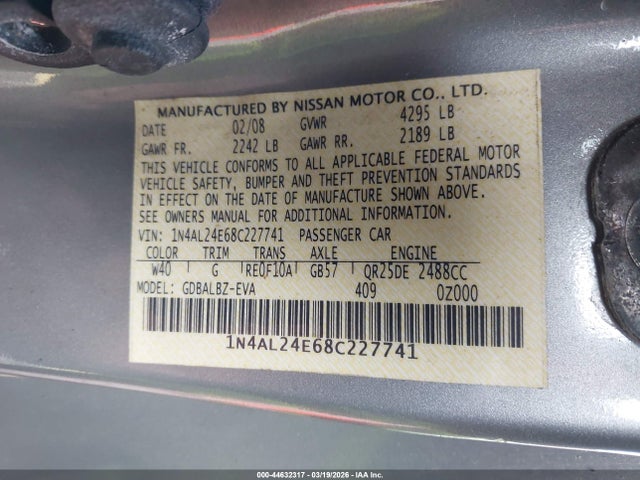 MANUFACTURED BY NISSAN MOTOR CO., LTD.
DATE 02/08 GVWR 4295 LB
GAWR FR. 2242 LB GAWR RR. 2189 LB
THIS VEHICLE CONFORMS TO ALL APPLICABLE FEDERAL MOTOR
VEHICLE SAFETY, BUMPER AND THEFT PREVENTION STANDARDS
IN EFFECT ON THE DATE OF MANUFACTURE SHOWN ABOVE.
SEE OWNERS MANUAL FOR ADDITIONAL INFORMATION.
VIN: 1N4AL24E68C227741 PASSENGER CAR
COLOR TRIM TRANS AXLE ENGINE
W40 G RE0F10A GB57 QR25DE 2488CC
MODEL: GDBALBZ-EVA 409 0Z000
1N4AL24E68C227741
000-44632317 - 03/19/2026 - IAA Inc.